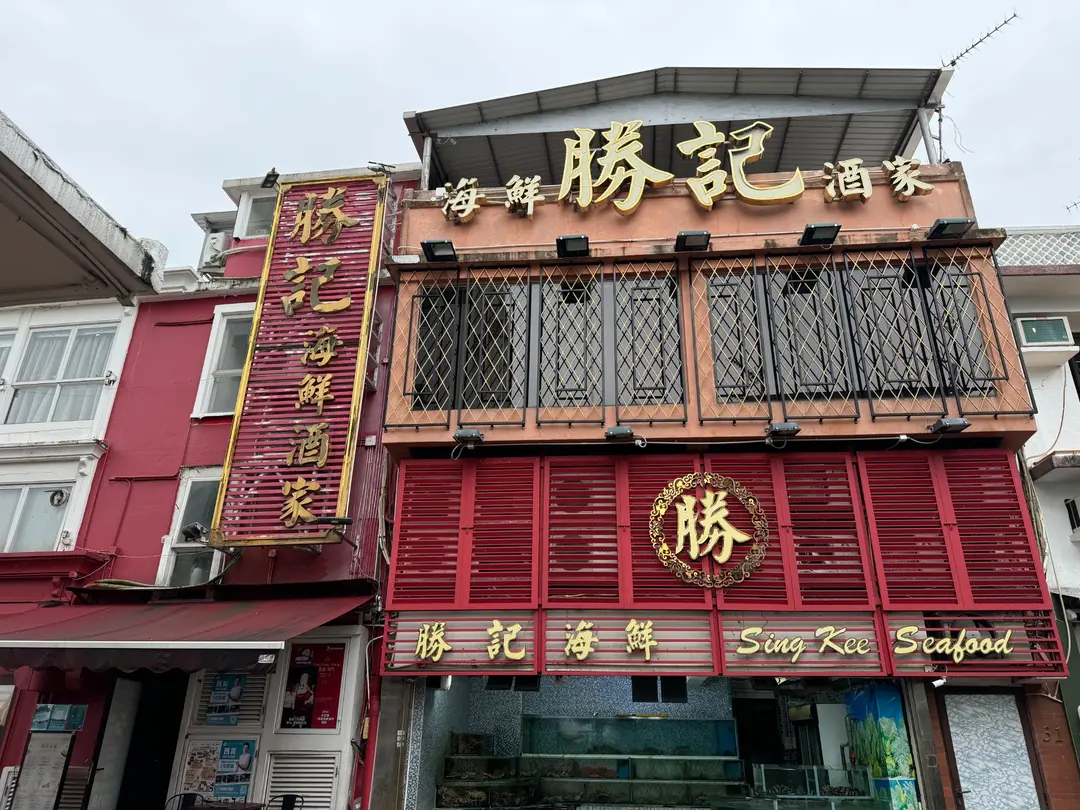 海鮮勝記酒家
勝記海鮮酒家
勝
勝記海鮮 Sing Kee Seafood
31